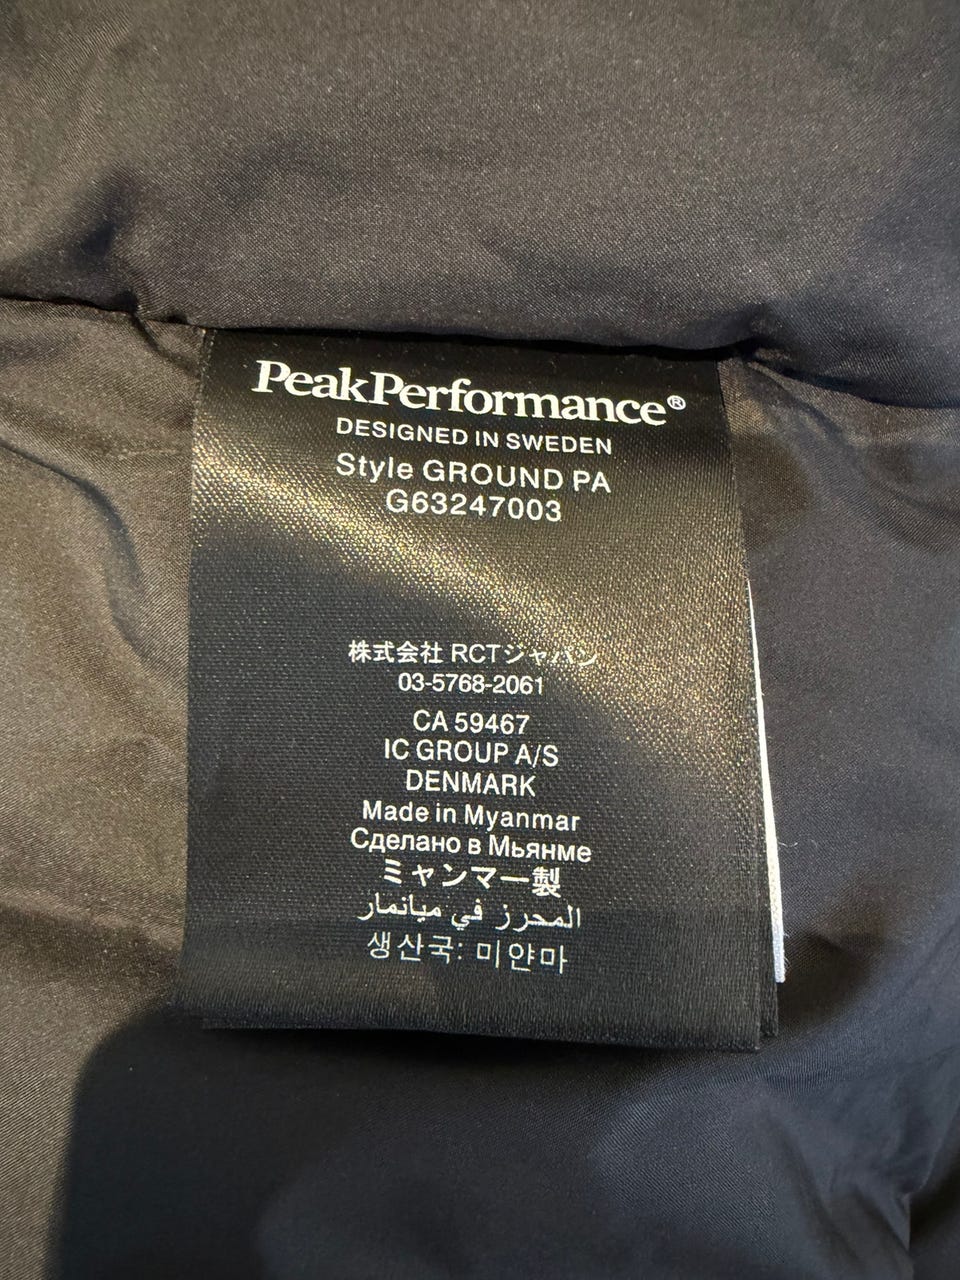 PeakPerformance®
DESIGNED IN SWEDEN
Style GROUND PA
G63247003
株式会社 RCTジャパン
03-5768-2061
CA 59467
IC GROUP A/S
DENMARK
Made in Myanmar
Сделано в Мьянме
ミャンマー製
المحرز في ميانمار
생산국: 미얀마